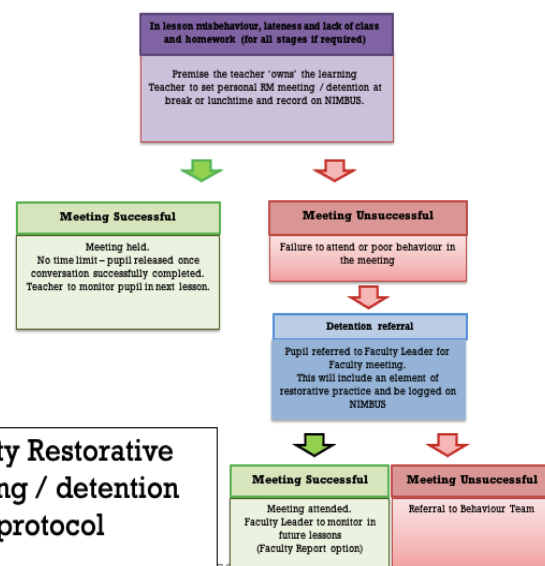 In lesson misbehaviour, lateness and lack of class
and homework (for all stages if required)
Premise the teacher 'owns' the learning
Teacher to set personal RM meeting / detention at
break or lunchtime and record on NIMBUS.
Meeting Successful
Meeting held.
No time limit – pupil released once
conversation successfully completed.
Teacher to monitor pupil in next lesson.
Meeting Unsuccessful
Failure to attend or poor behaviour in
the meeting
Detention referral
Pupil referred to Faculty Leader for
Faculty meeting.
This will include an element of
restorative practice and be logged on
NIMBUS
ty Restorative
ng / detention
protocol
Meeting Successful
Meeting attended.
Faculty Leader to monitor in
future lessons
(Faculty Report option)
Meeting Unsuccessful
Referral to Behaviour Team